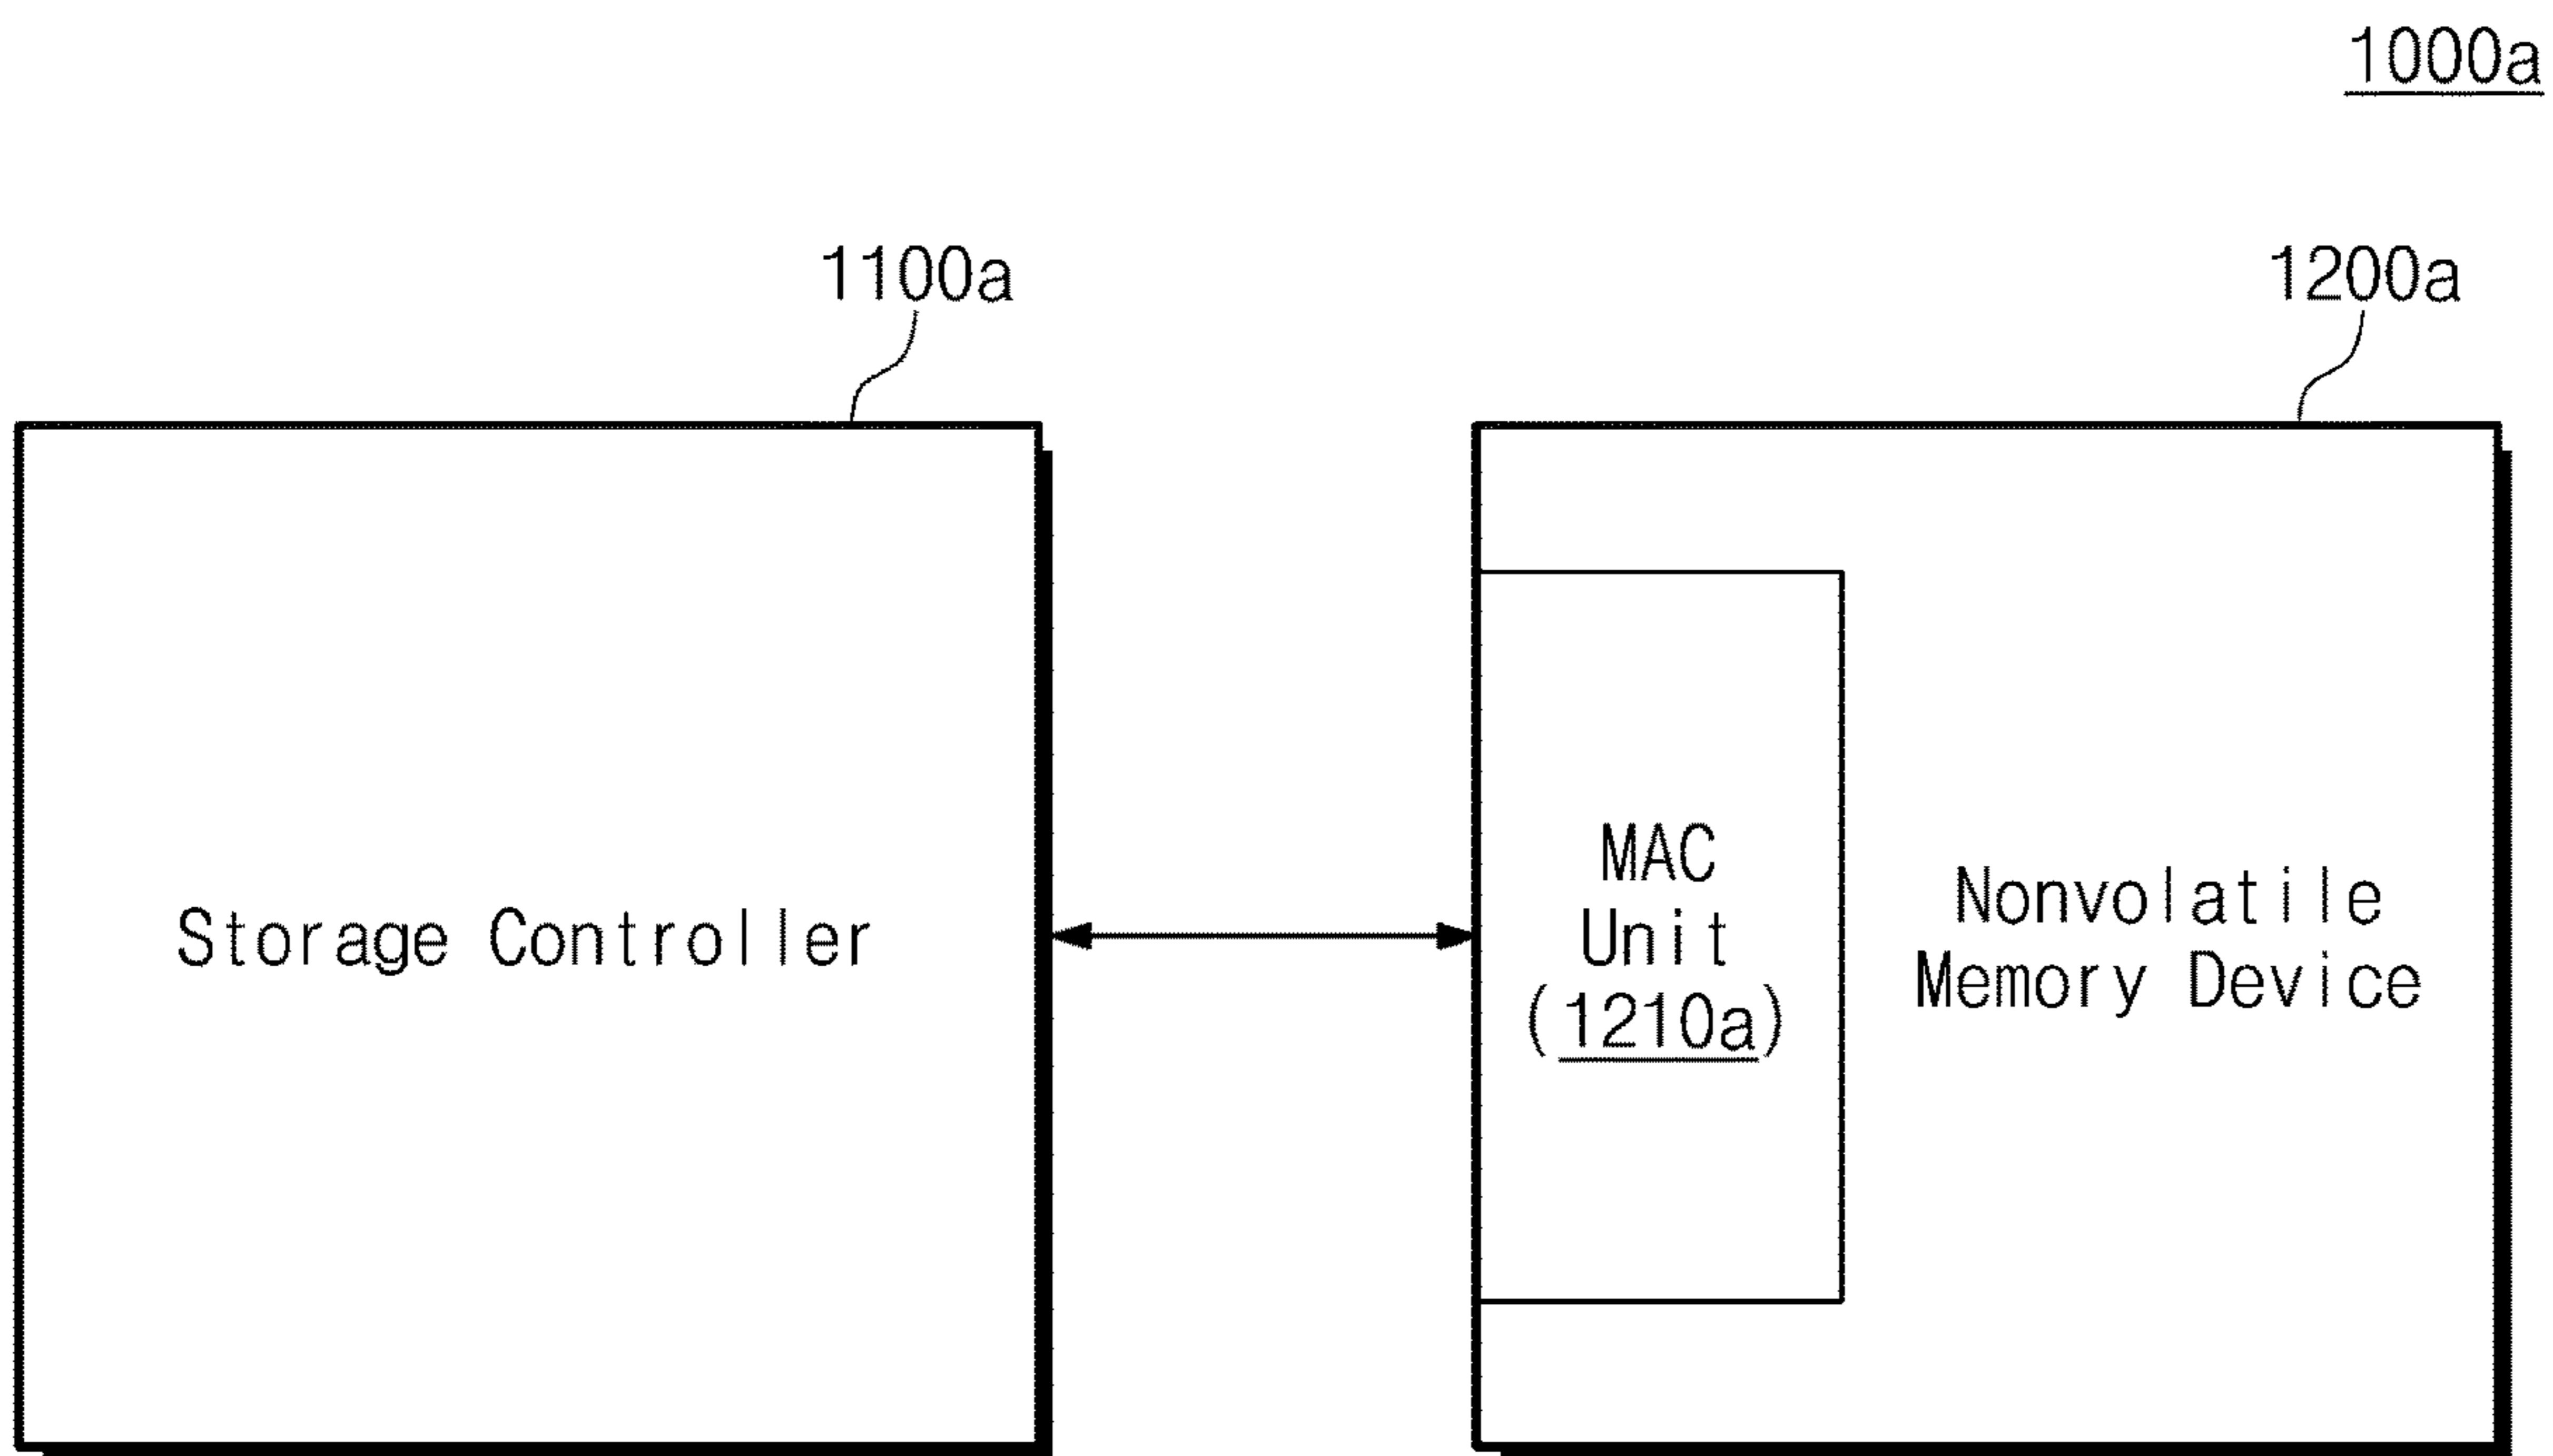 1000a
1100a
1200a
Storage Controller
MAC
Unit
(1210a)
Nonvolatile
Memory Device